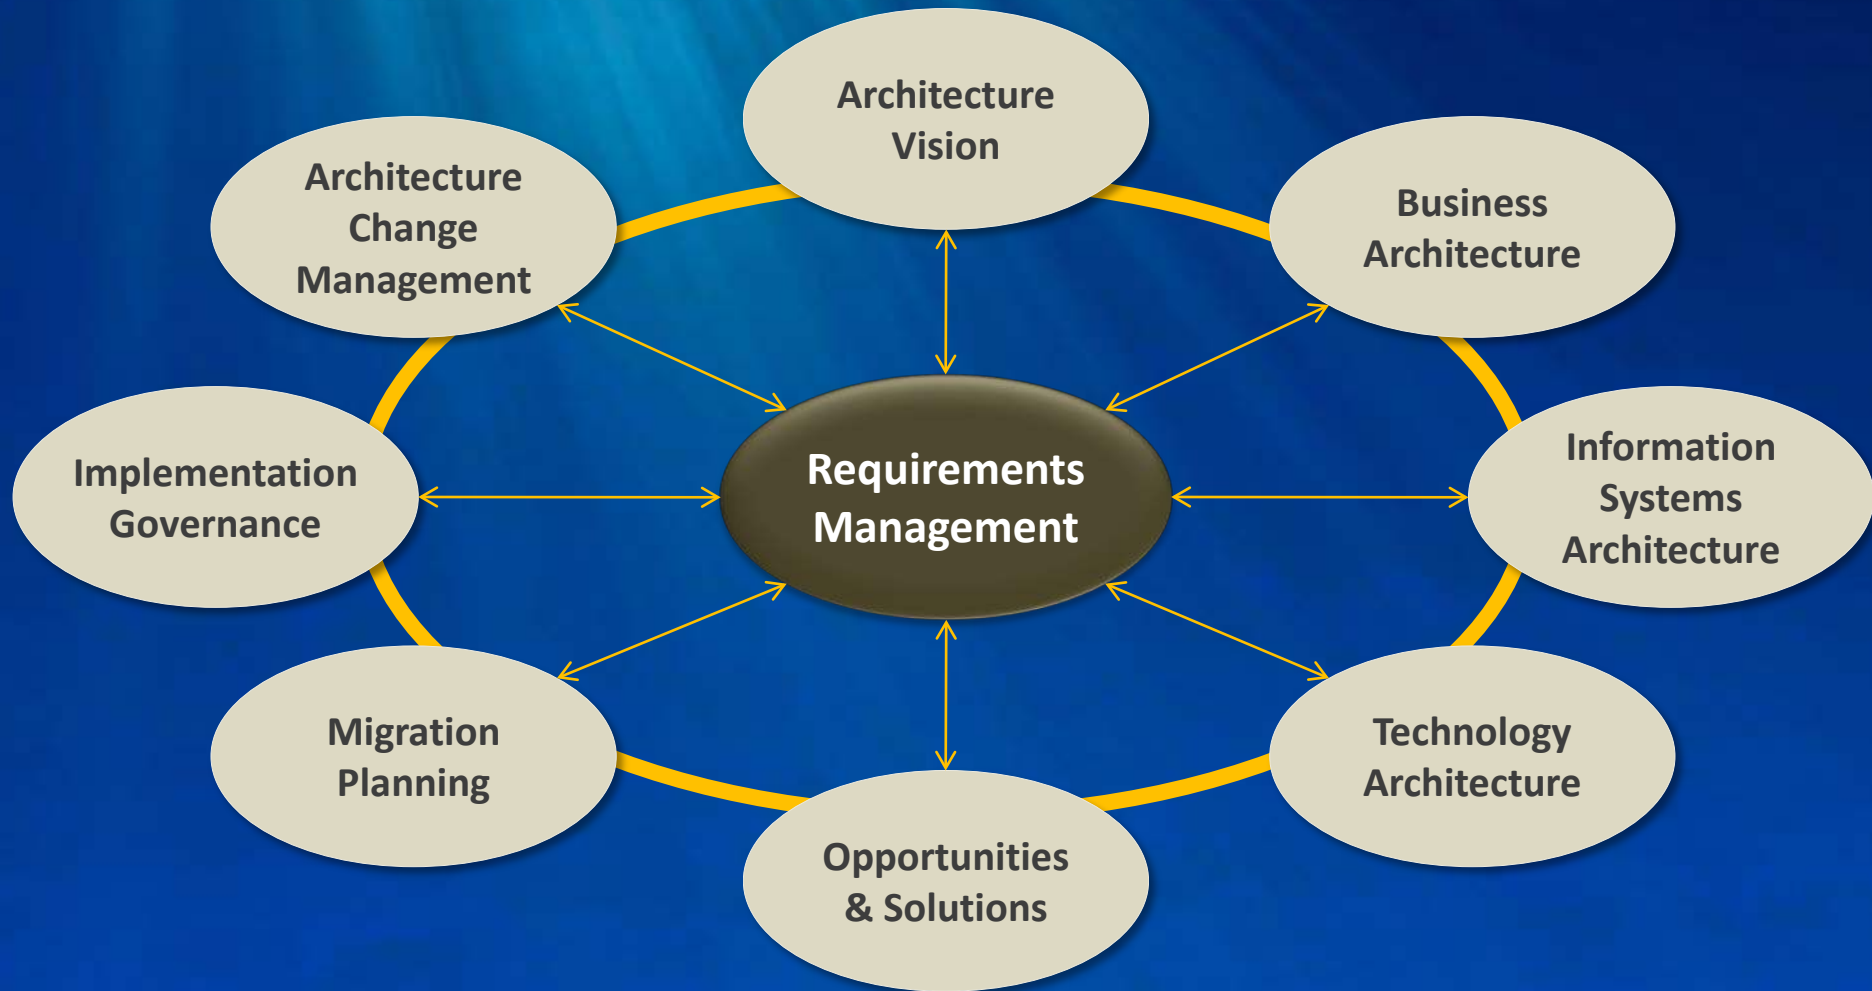 Architecture
Vision
Business
Architecture
Information
Systems
Architecture
Technology
Architecture
Opportunities
& Solutions
Migration
Planning
Implementation
Governance
Architecture
Change
Management
Requirements
Management